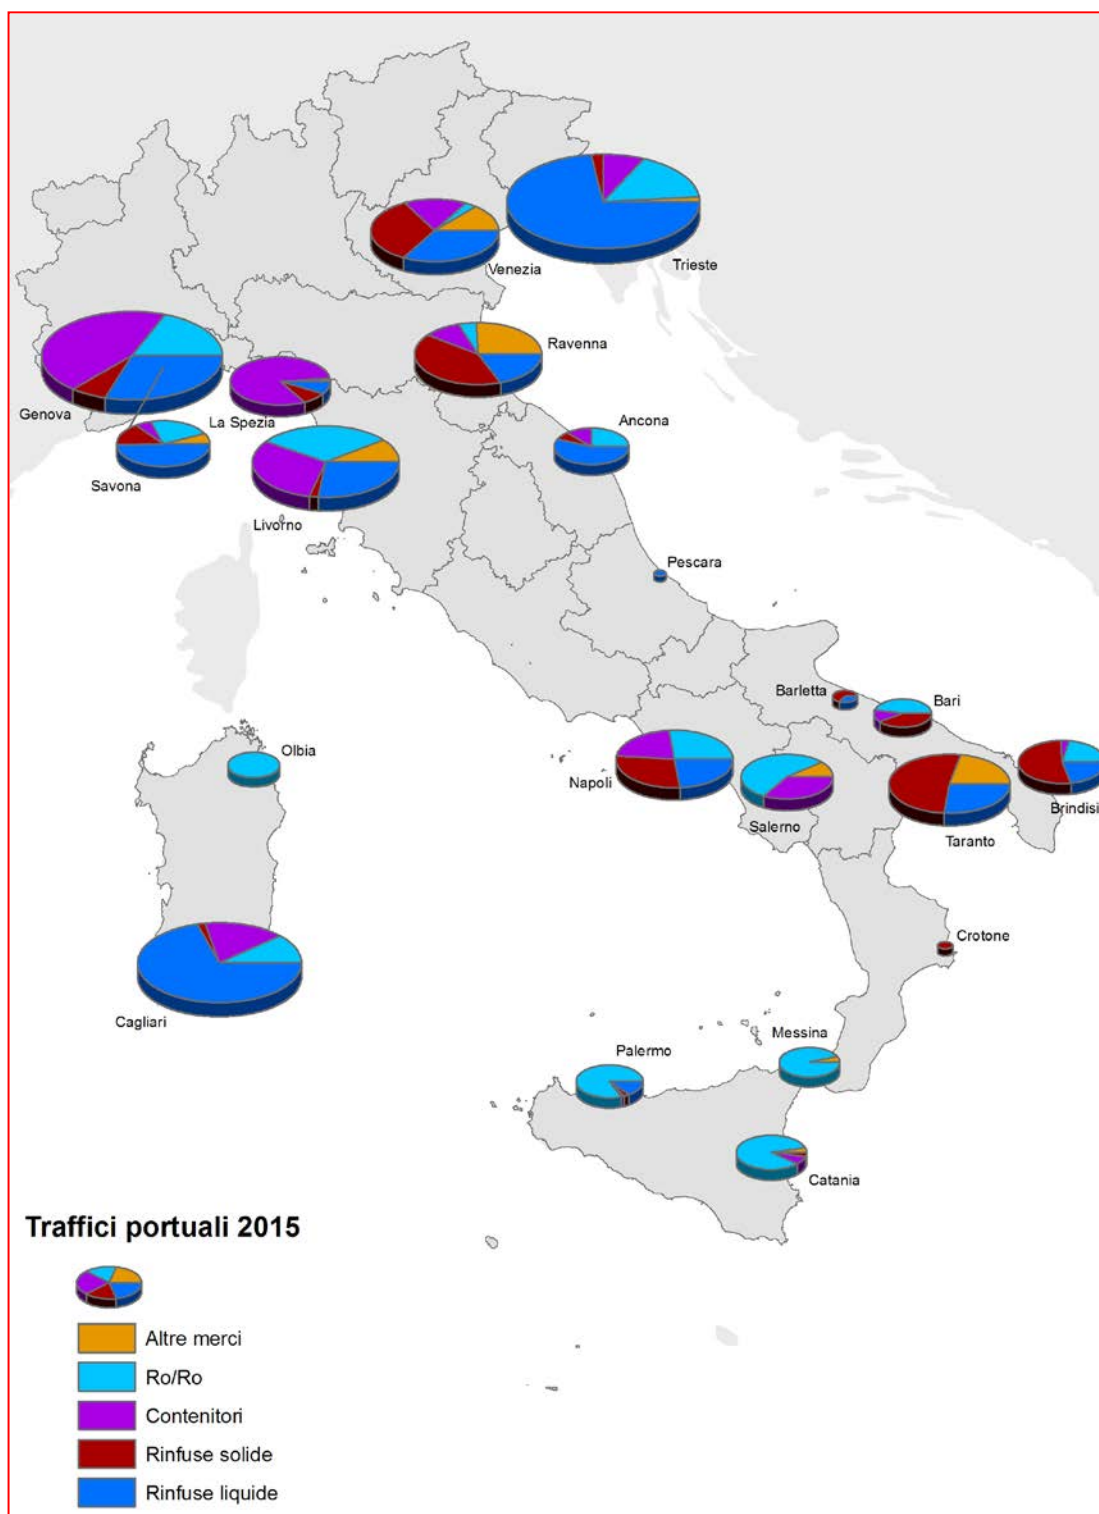 Trieste
Venezia
Ravenna
Genova
La Spezia
Ancona
Savona
Livorno
Pescara
Barletta
Bari
Olbia
Napoli
Salerno
Brindisi
Taranto
Crotone
Cagliari
Messina
Palermo
Catania
Traffici portuali 2015
Altre merci
Ro/Ro
Contenitori
Rinfuse solide
Rinfuse liquide